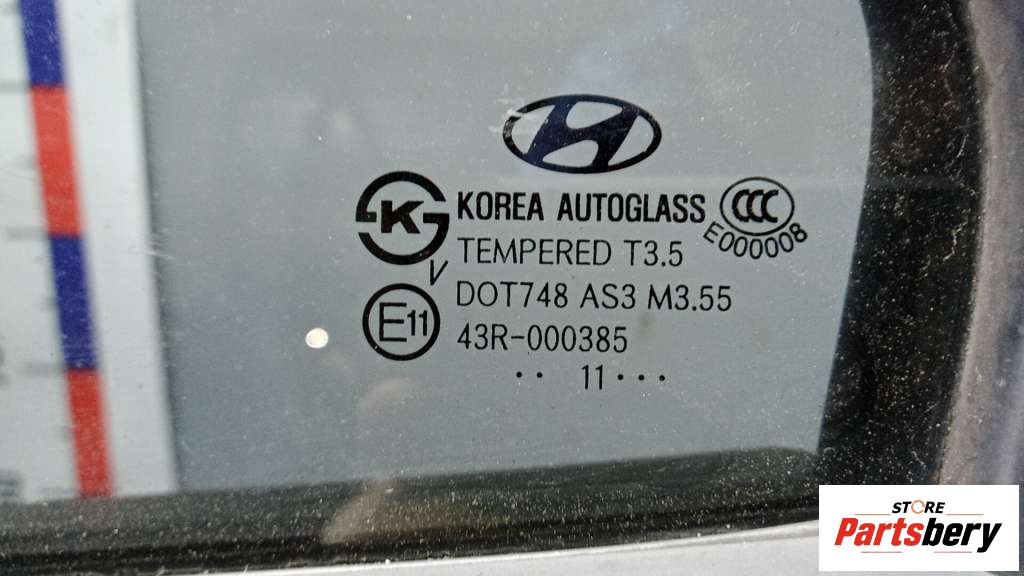 KOREA AUTOGLASS
CCC
E000008
K
TEMPERED T3.5
V
DOT748 AS3 M3.55
E11
43R-000385
·· 11 ···
STORE
Partsbery